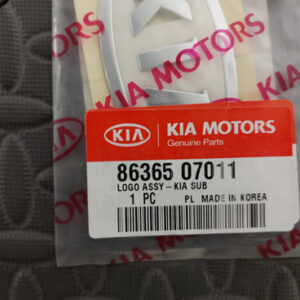 KIA MOTORS
KIA
KIA
KIA MOTORS
Genuine Parts
86365 07011
LOGO ASSY-KIA SUB
1 PC PL MADE IN KOREA
KIA MOTORS